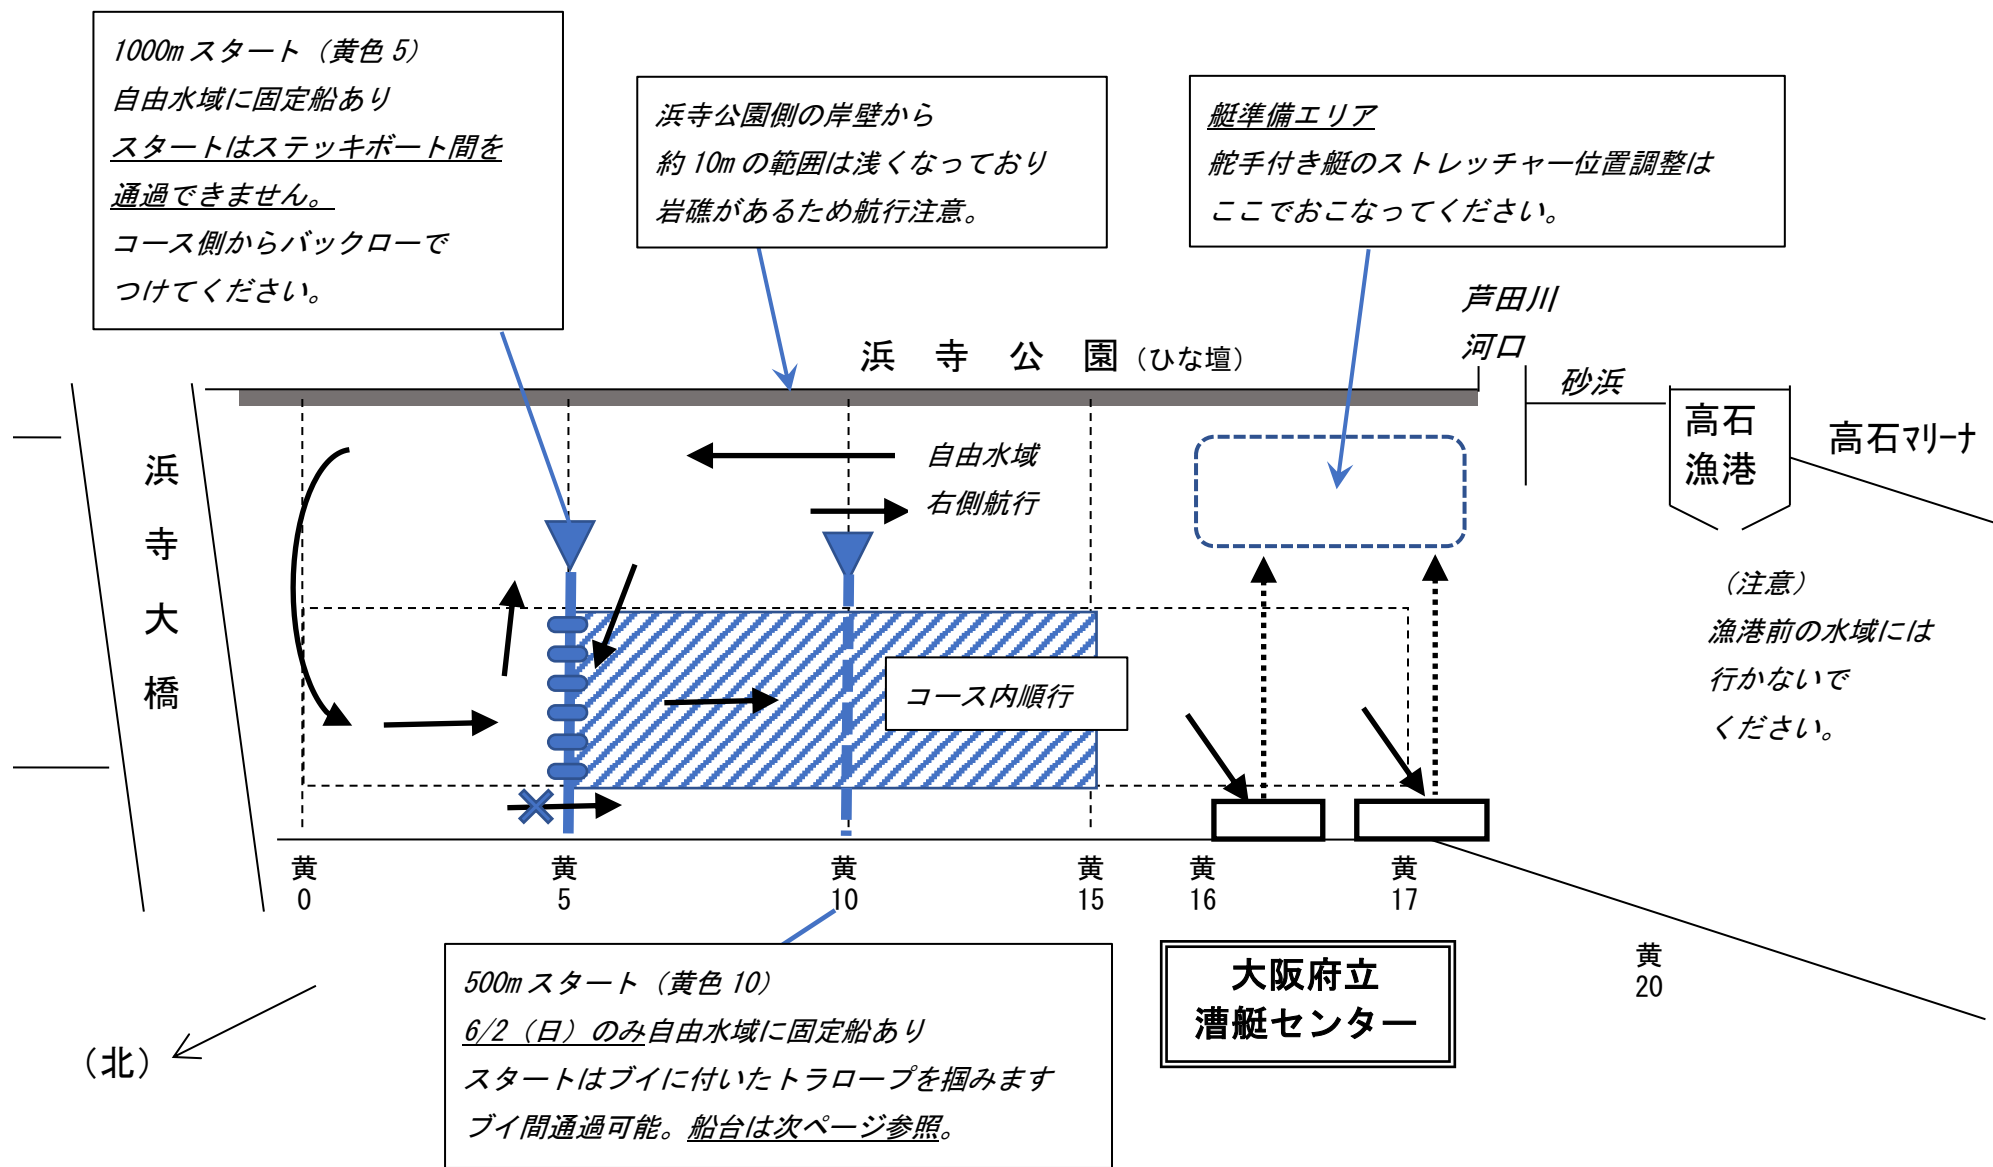 1000m スタート（黄色 5）
自由水域に固定船あり
スタートはステッキボート間を
通過できません。
コース側からバックローで
つけてください。
浜寺公園側の岸壁から
約 10m の範囲は浅くなっており
岩礁があるため航行注意。
艇準備エリア
舵手付き艇のストレッチャー位置調整は
ここでおこなってください。
芦田川
河口
浜 寺 公 園（ひな壇）
砂浜
高石
漁港
高石ﾏﾘｰﾅ
浜寺大橋
自由水域
右側航行
（注意）
漁港前の水域には
行かないで
ください。
コース内順行
黄
0
黄
5
黄
10
黄
15
黄
16
黄
17
黄
20
（北）
500m スタート（黄色 10）
6/2（日）のみ自由水域に固定船あり
スタートはブイに付いたトラロープを掴みます
ブイ間通過可能。船台は次ページ参照。
大阪府立
漕艇センター